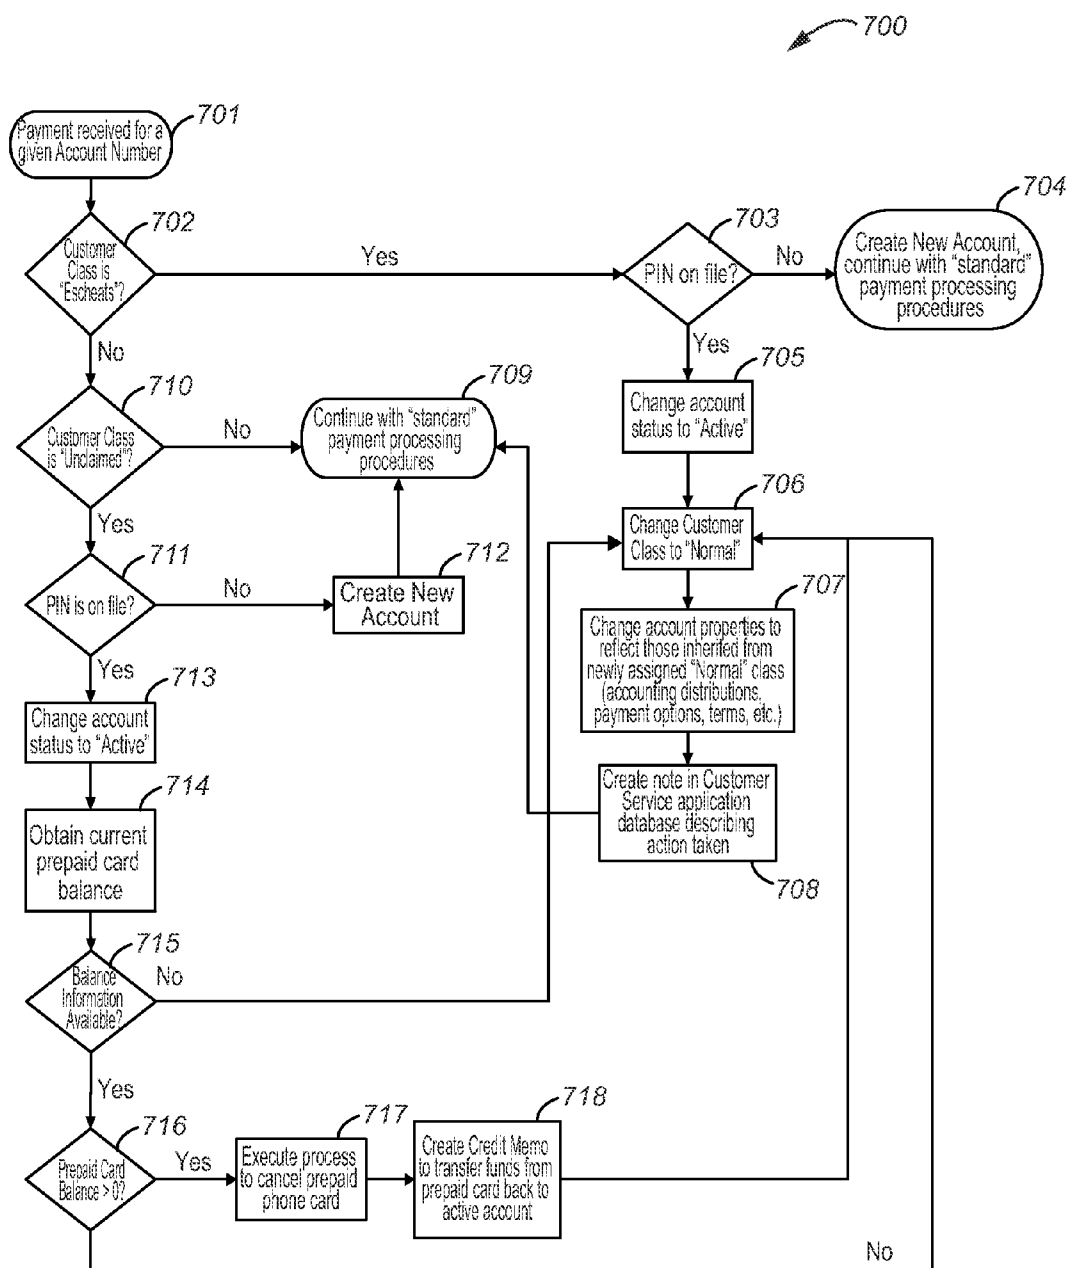 700
701
Payment received for a
given Account Number
702
Customer
Class is
"Escheats"?
Yes
703
PIN on file?
No
704
Create New Account,
continue with "standard"
payment processing
procedures
No
Yes
705
Change account
status to "Active"
710
Customer Class
is "Unclaimed"?
No
709
Continue with "standard"
payment processing
procedures
706
Change Customer
Class to "Normal"
Yes
711
PIN is on file?
No
712
Create New
Account
707
Change account properties to
reflect those inherited from
newly assigned "Normal" class
(accounting distributions,
payment options, terms, etc.)
Yes
713
Change account
status to "Active"
714
Obtain current
prepaid card
balance
Create note in Customer
Service application
database describing
action taken
708
715
Balance
Information
Available?
No
Yes
716
Prepaid Card
Balance > 0?
Yes
717
Execute process
to cancel prepaid
phone card
718
Create Credit Memo
to transfer funds from
prepaid card back to
active account
No